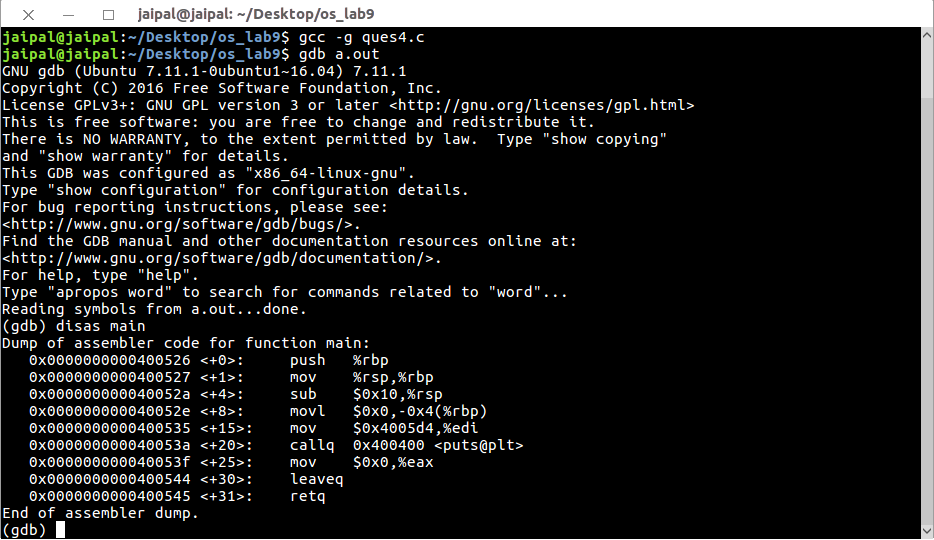 jaipal@jaipal: ~/Desktop/os_lab9
jaipal@jaipal:~/Desktop/os_lab9$ gcc -g ques4.c
jaipal@jaipal:~/Desktop/os_lab9$ gdb a.out
GNU gdb (Ubuntu 7.11.1-0ubuntu1~16.04) 7.11.1
Copyright (C) 2016 Free Software Foundation, Inc.
License GPLv3+: GNU GPL version 3 or later <http://gnu.org/licenses/gpl.html>
This is free software: you are free to change and redistribute it.
There is NO WARRANTY, to the extent permitted by law.  Type "show copying"
and "show warranty" for details.
This GDB was configured as "x86_64-linux-gnu".
Type "show configuration" for configuration details.
For bug reporting instructions, please see:
<http://www.gnu.org/software/gdb/bugs/>.
Find the GDB manual and other documentation resources online at:
<http://www.gnu.org/software/gdb/documentation/>.
For help, type "help".
Type "apropos word" to search for commands related to "word"...
Reading symbols from a.out...done.
(gdb) disas main
Dump of assembler code for function main:
   0x0000000000400526 <+0>:	push   %rbp
   0x0000000000400527 <+1>:	mov    %rsp,%rbp
   0x000000000040052a <+4>:	sub    $0x10,%rsp
   0x000000000040052e <+8>:	movl   $0x0,-0x4(%rbp)
   0x0000000000400535 <+15>:	mov    $0x4005d4,%edi
   0x000000000040053a <+20>:	callq  0x400400 <puts@plt>
   0x000000000040053f <+25>:	mov    $0x0,%eax
   0x0000000000400544 <+30>:	leaveq
   0x0000000000400545 <+31>:	retq
End of assembler dump.
(gdb)